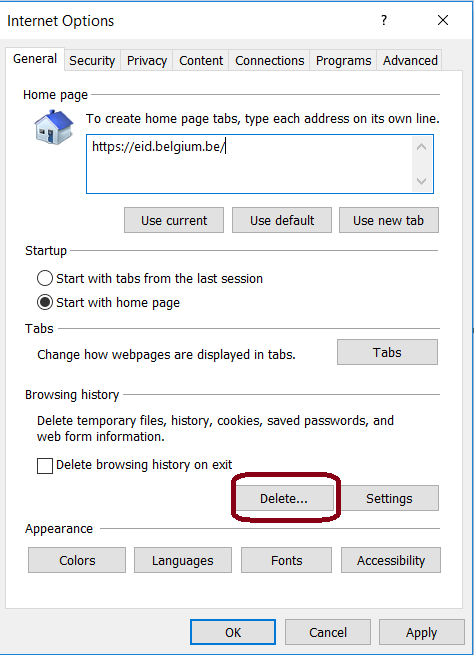 Internet Options
?
General Security Privacy Content Connections Programs Advanced
Home page
To create home page tabs, type each address on its own line.
https://eid.belgium.be/
Use current Use default Use new tab
Startup
Start with tabs from the last session
Start with home page
Tabs
Change how webpages are displayed in tabs. Tabs
Browsing history
Delete temporary files, history, cookies, saved passwords, and
web form information.
Delete browsing history on exit
Delete... Settings
Appearance
Colors Languages Fonts Accessibility
OK Cancel Apply